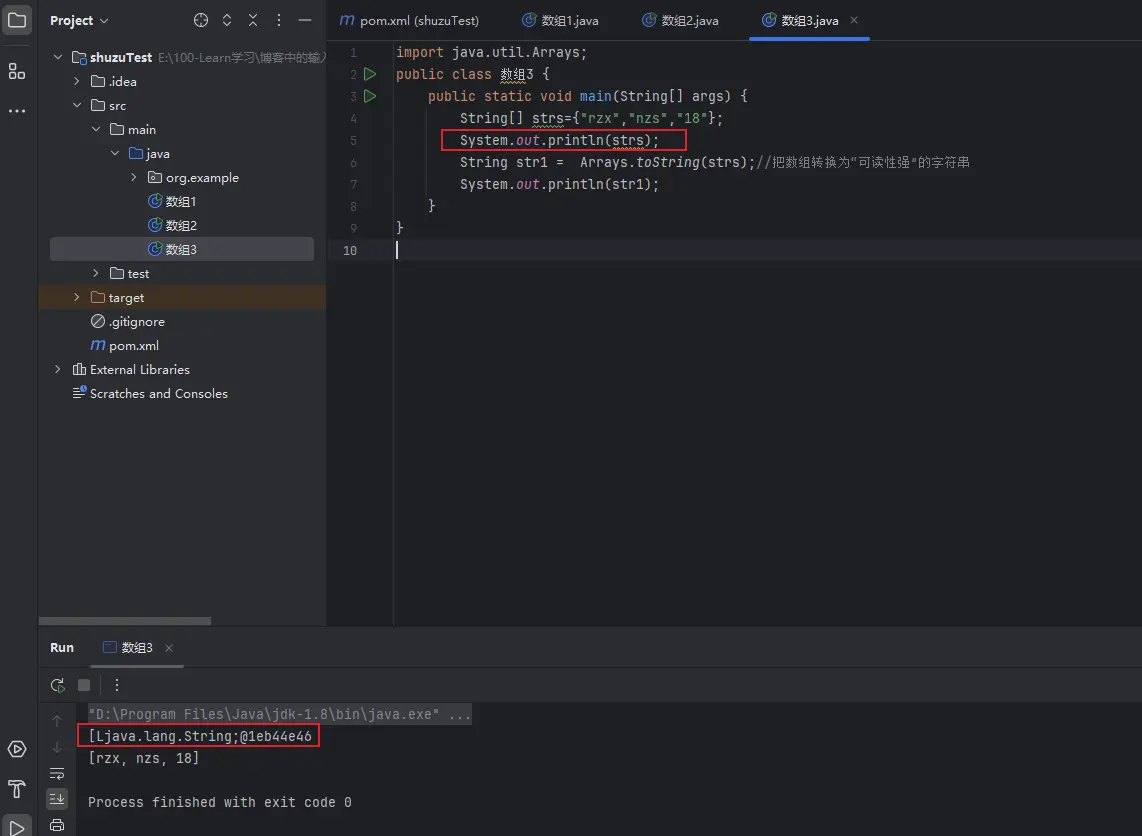 Project
pom.xml (shuzuTest)
数组1.java
数组2.java
数组3.java
shuzuTest E:\100-Learn学习\博客中的输入
.idea
src
main
java
org.example
数组1
数组2
数组3
test
target
.gitignore
pom.xml
External Libraries
Scratches and Consoles
1 import java.util.Arrays;
2 public class 数组3 {
3 public static void main(String[] args) {
4 String[] strs={"rzx","nzs","18"};
5 System.out.println(strs);
6 String str1 =  Arrays.toString(strs);//把数组转换为“可读性强"的字符串
7 System.out.println(str1);
8 }
9 }
10
Run 数组3
"D:\Program Files\Java\jdk-1.8\bin\java.exe" ...
[Ljava.lang.String;@1eb44e46
[rzx, nzs, 18]
Process finished with exit code 0